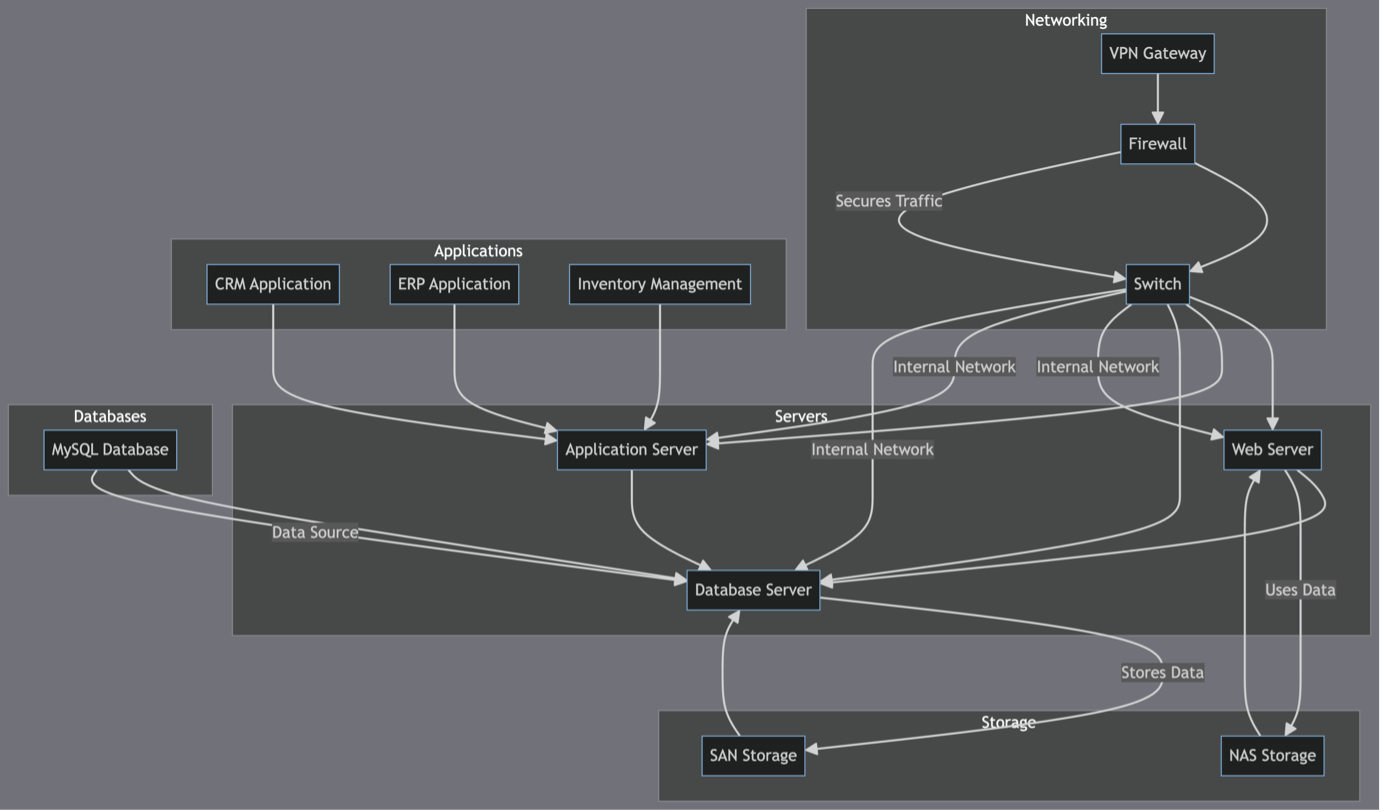 Networking
VPN Gateway
Firewall
Secures Traffic
Applications
CRM Application
ERP Application
Inventory Management
Switch
Internal Network
Internal Network
Databases
Servers
MySQL Database
Application Server
Internal Network
Web Server
Data Source
Database Server
Uses Data
Stores Data
Storage
SAN Storage
NAS Storage